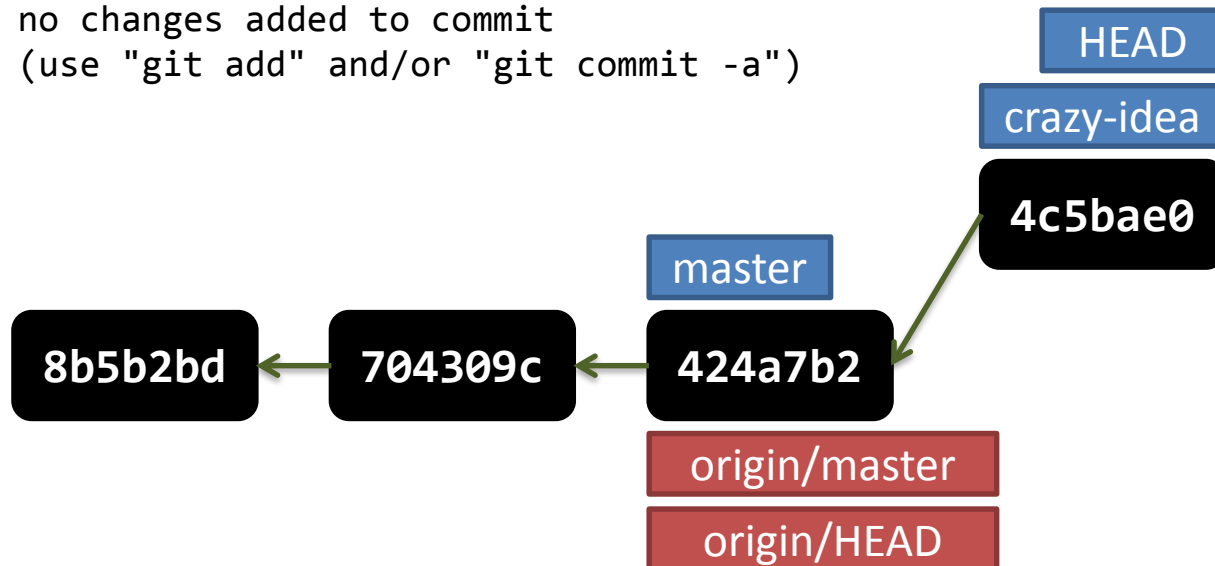 no changes added to commit
(use "git add" and/or "git commit -a")
HEAD
crazy-idea
4c5bae0
master
8b5b2bd
704309c
424a7b2
origin/master
origin/HEAD